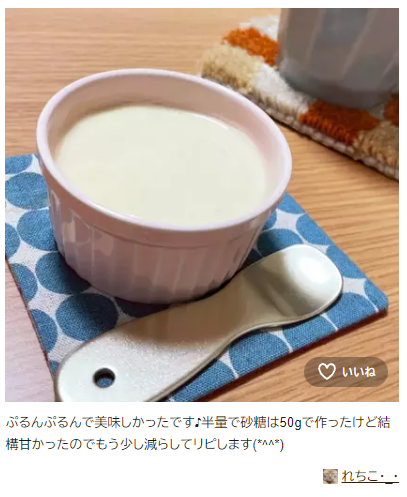 いいね
ぷるんぷるんで美味しかったです♪半量で砂糖は50gで作ったけど結
構甘かったのでもう少し減らしてリピします(*^^*)
れちこ･_･